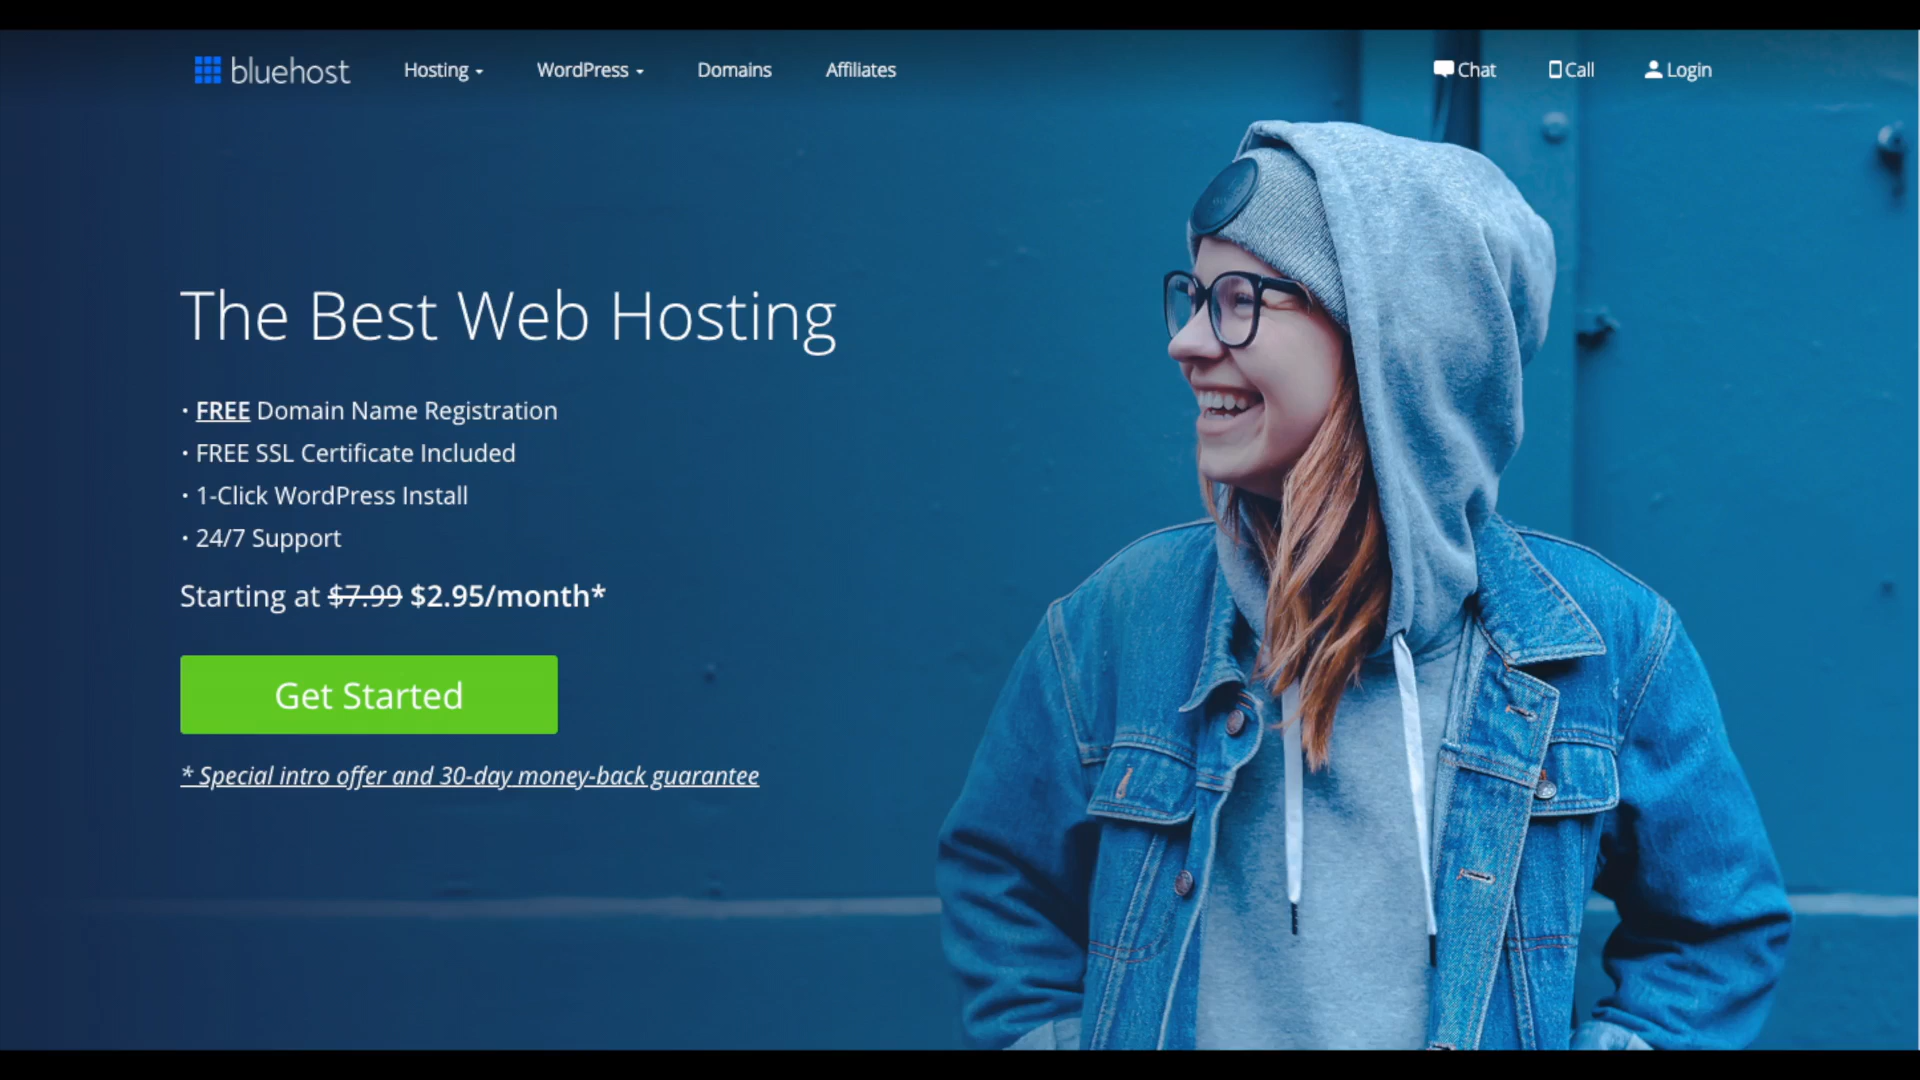 bluehost Hosting WordPress Domains Affiliates Chat Call Login
The Best Web Hosting
· FREE Domain Name Registration
· FREE SSL Certificate Included
· 1-Click WordPress Install
· 24/7 Support
Starting at $7.99 $2.95/month*
Get Started
* Special intro offer and 30-day money-back guarantee